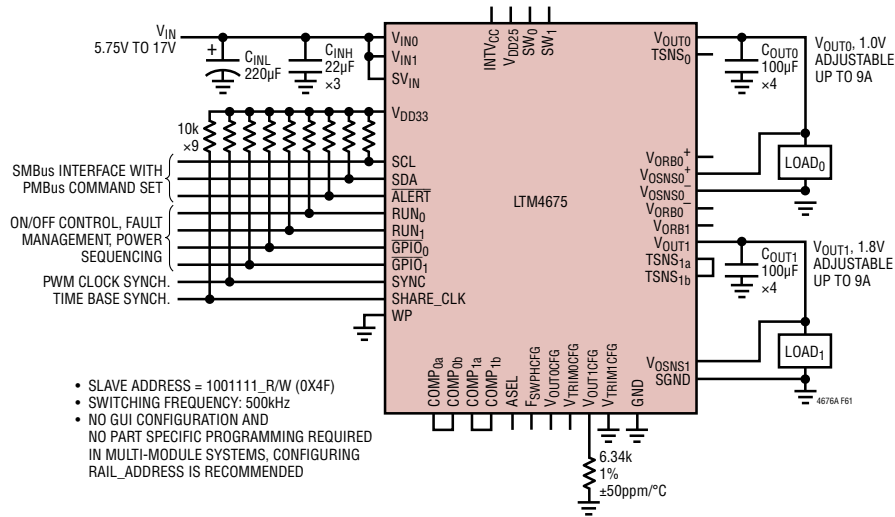 VIN
5.75V TO 17V
+
CINL
220µF
CINH
22µF
×3
10k
×9
SMBus INTERFACE WITH
PMBus COMMAND SET
ON/OFF CONTROL, FAULT
MANAGEMENT, POWER
SEQUENCING
PWM CLOCK SYNCH.
TIME BASE SYNCH.
VIN0
VIN1
SVIN
VDD33
SCL
SDA
ALERT
RUN0
RUN1
GPIO0
GPIO1
SYNC
SHARE_CLK
WP
INTVCC
VDD25
SW0
SW1
LTM4675
VOUT0
TSNS0
VORB0+
VOSNS0+
VOSNS0–
VORB0–
VORB1
VOUT1
TSNS1a
TSNS1b
VOSNS1
SGND
COMP0a
COMP0b
COMP1a
COMP1b
ASEL
FSWPHCFG
VOUT0CFG
VTRIM0CFG
VOUT1CFG
VTRIM1CFG
GND
6.34k
1%
±50ppm/°C
COUT0
100µF
×4
VOUT0, 1.0V
ADJUSTABLE
UP TO 9A
LOAD0
COUT1
100µF
×4
VOUT1, 1.8V
ADJUSTABLE
UP TO 9A
LOAD1
4676A F61
• SLAVE ADDRESS = 1001111_R/W (0X4F)
• SWITCHING FREQUENCY: 500kHz
• NO GUI CONFIGURATION AND
NO PART SPECIFIC PROGRAMMING REQUIRED
IN MULTI-MODULE SYSTEMS, CONFIGURING
RAIL_ADDRESS IS RECOMMENDED